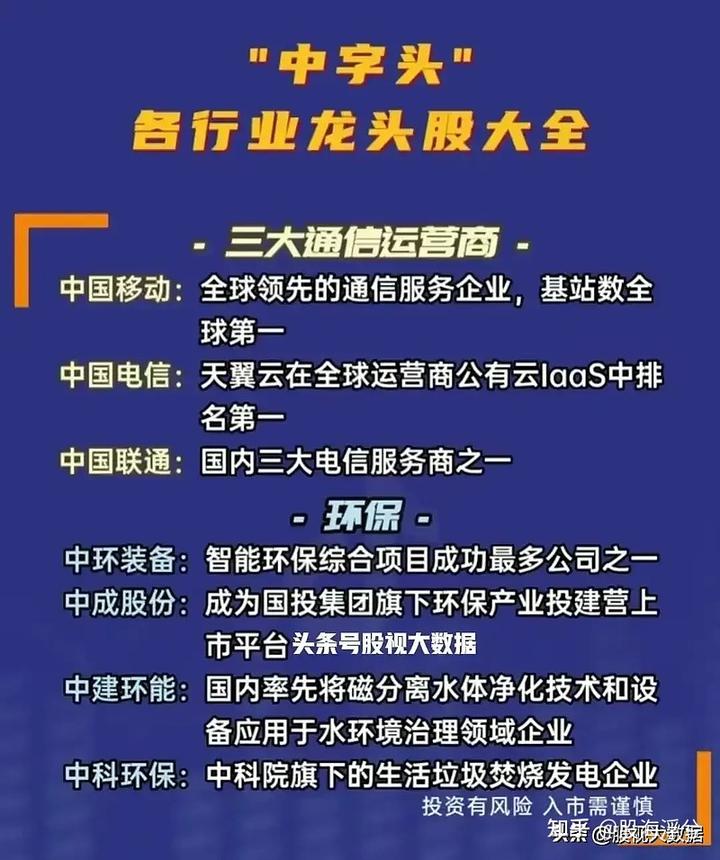 "中字头"
各行业龙头股大全
- 三大通信运营商 -
中国移动：全球领先的通信服务企业，基站数全
球第一
中国电信：天翼云在全球运营商公有云IaaS中排
名第一
中国联通：国内三大电信服务商之一
- 环保 -
中环装备：智能环保综合项目成功最多公司之一
中成股份：成为国投集团旗下环保产业投建营上
市平台 头条号股视大数据
中建环能：国内率先将磁分离水体净化技术和设
备应用于水环境治理领域企业
中科环保：中科院旗下的生活垃圾焚烧发电企业
投资有风险 入市需谨慎
头条 @股视大数据